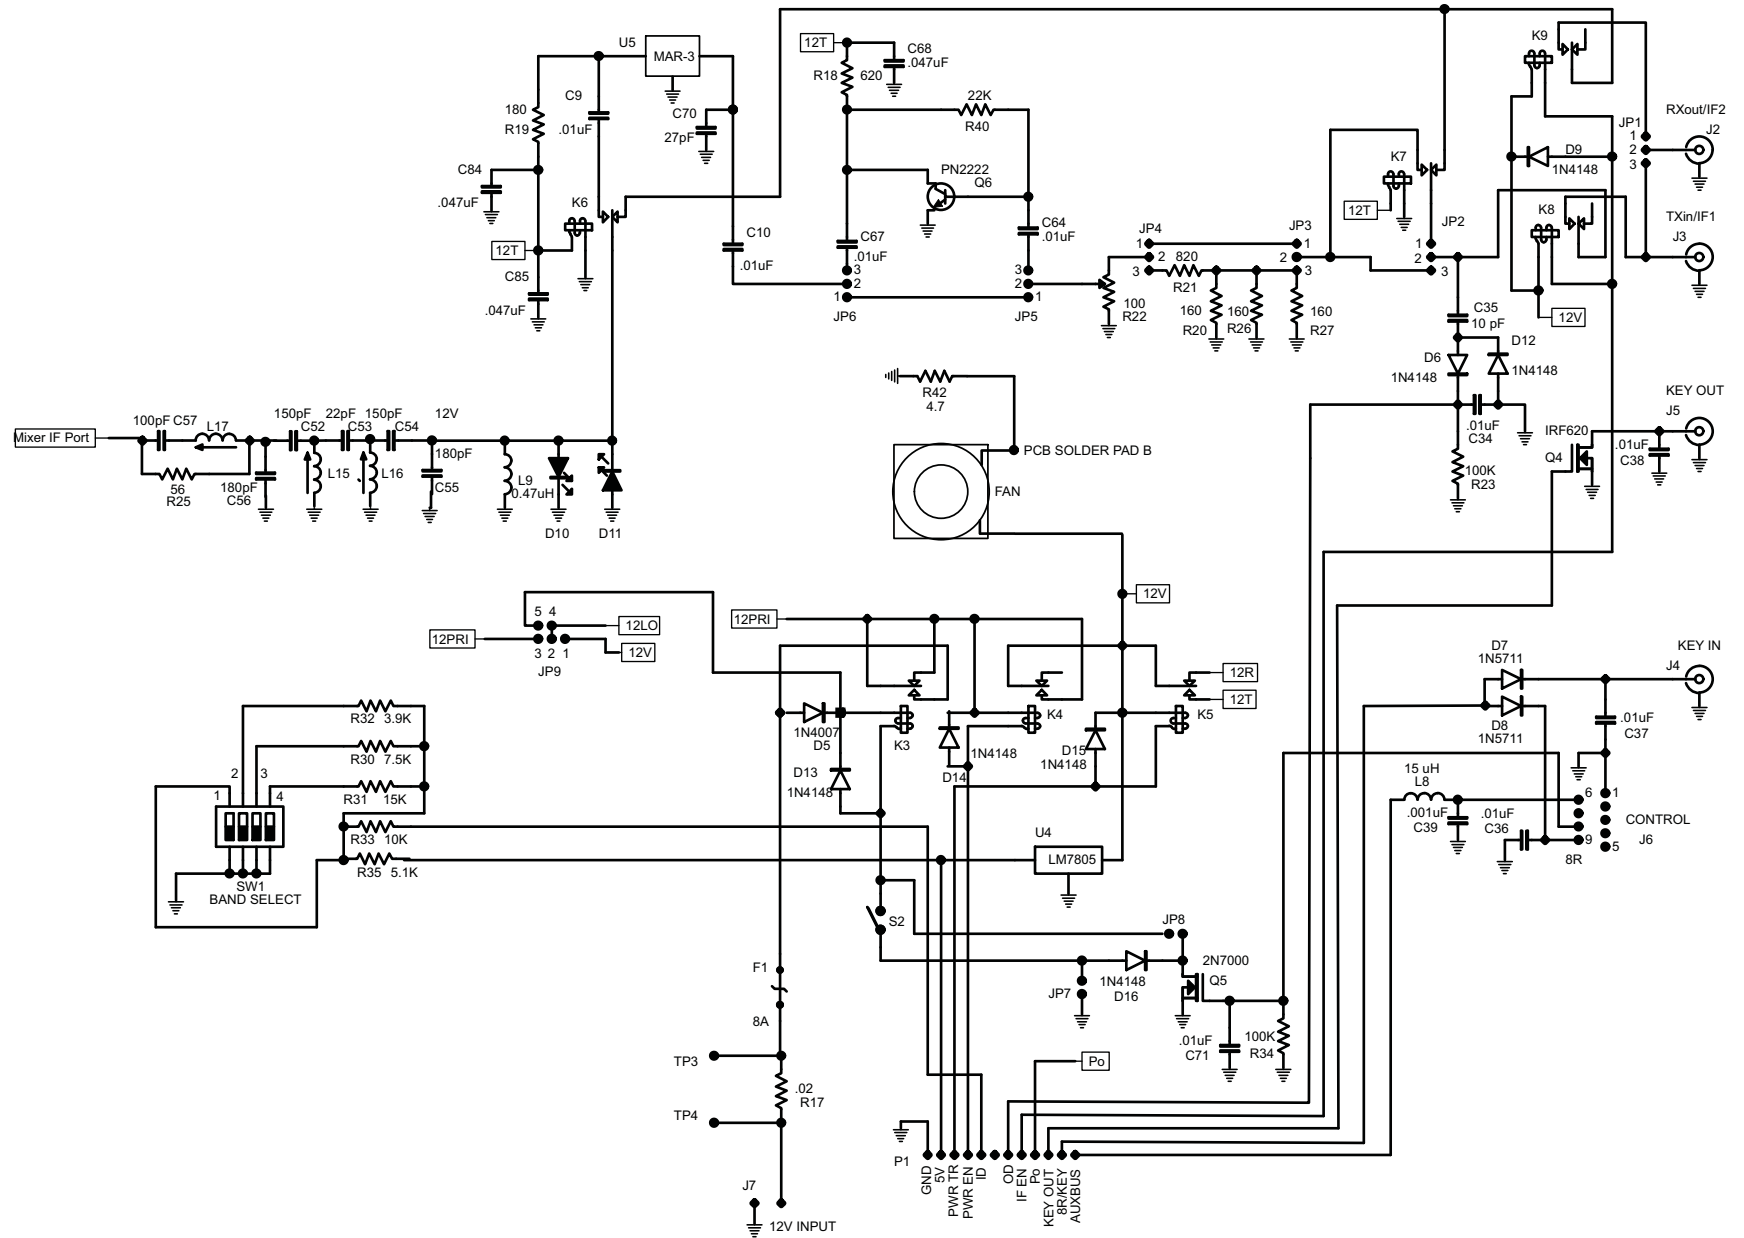 U5
MAR-3
C9
.01uF
180
R19
C70
27pF
C84
.047uF
K6
12T
C85
.047uF
C10
.01uF
12T
R18
620
C68
.047uF
22K
R40
PN2222
Q6
C67
.01uF
C64
.01uF
3
2
1
JP6
3
2
1
JP5
100
R22
JP4
1
2
3
820
R21
160
R20
160
R26
160
R27
JP3
1
2
3
K7
12T
JP2
1
2
3
K9
JP1
1
2
3
RXout/IF2
J2
D9
1N4148
K8
TXin/IF1
J3
12V
C35
10 pF
D6
1N4148
D12
1N4148
.01uF
C34
100K
R23
KEY OUT
J5
IRF620
Q4
.01uF
C38
Mixer IF Port
100pF C57
L17
56
R25
180pF
C56
150pF
C52
22pF
C53
150pF
C54
L15
L16
12V
180pF
C55
L9
0.47uH
D10
D11
R42
4.7
PCB SOLDER PAD B
FAN
12V
12PRI
5 4
3 2 1
JP9
12LO
12V
12PRI
12R
12T
1N4007
D5
K3
K4
K5
D13
1N4148
1N4148
D14
D15
1N4148
R32 3.9K
R30 7.5K
R31 15K
R33 10K
R35 5.1K
1
2
3
4
SW1
BAND SELECT
U4
LM7805
S2
JP8
JP7
1N4148
D16
2N7000
Q5
.01uF
C71
100K
R34
D7
1N5711
D8
1N5711
KEY IN
J4
.01uF
C37
15 uH
L8
.001uF
C39
.01uF
C36
6
1
9
5
8R
CONTROL
J6
F1
8A
TP3
.02
R17
TP4
J7
12V INPUT
Po
P1
GND
5V
PWR TR
PWR EN
ID
OD
IF EN
Po
KEY OUT
8R/KEY
AUXBUS